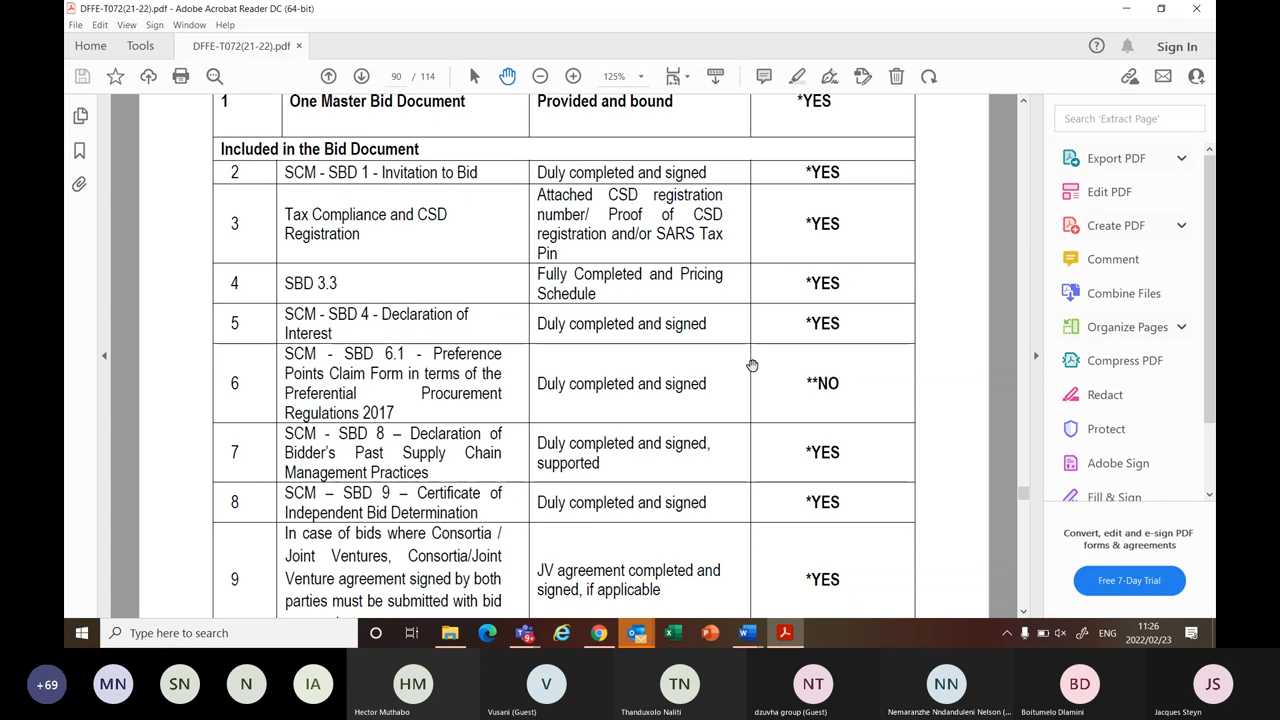 DFFE-T072(21-22).pdf - Adobe Acrobat Reader DC (64-bit)
File Edit View Sign Window Help
Home Tools DFFE-T072(21-22).pdf × Sign In
90 / 114 125%
1 One Master Bid Document Provided and bound *YES
Included in the Bid Document
2 SCM - SBD 1 - Invitation to Bid Duly completed and signed *YES
3 Tax Compliance and CSD
Registration
Attached CSD registration
number/ Proof of CSD
registration and/or SARS Tax
Pin
*YES
4 SBD 3.3 Fully Completed and Pricing
Schedule
*YES
5 SCM - SBD 4 - Declaration of
Interest
Duly completed and signed *YES
6 SCM - SBD 6.1 - Preference
Points Claim Form in terms of the
Preferential Procurement
Regulations 2017
Duly completed and signed **NO
7 SCM - SBD 8 – Declaration of
Bidder's Past Supply Chain
Management Practices
Duly completed and signed,
supported
*YES
8 SCM – SBD 9 – Certificate of
Independent Bid Determination
Duly completed and signed *YES
9 In case of bids where Consortia /
Joint Ventures, Consortia/Joint
Venture agreement signed by both
parties must be submitted with bid
JV agreement completed and
signed, if applicable
*YES
Search 'Extract Page'
Export PDF
Edit PDF
Create PDF
Comment
Combine Files
Organize Pages
Compress PDF
Redact
Protect
Adobe Sign
Fill & Sign
Convert, edit and e-sign PDF
forms & agreements
Free 7-Day Trial
Type here to search
9+
ENG
11:26
2022/02/23
+69 MN SN N IA HM V TN NT NN BD JS
Hector Muthabo Vusani (Guest) Thanduxolo Naliti dzuvha group (Guest) Nemaranzhe Nndanduleni Nelson (... Boitumelo Dlamini Jacques Steyn